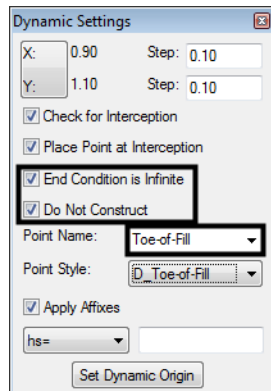 Dynamic Settings
X: 0.90 Step: 0.10
Y: 1.10 Step: 0.10
Check for Interception
Place Point at Interception
End Condition is Infinite
Do Not Construct
Point Name: Toe-of-Fill
Point Style: D_Toe-of-Fill
Apply Affixes
hs=
Set Dynamic Origin